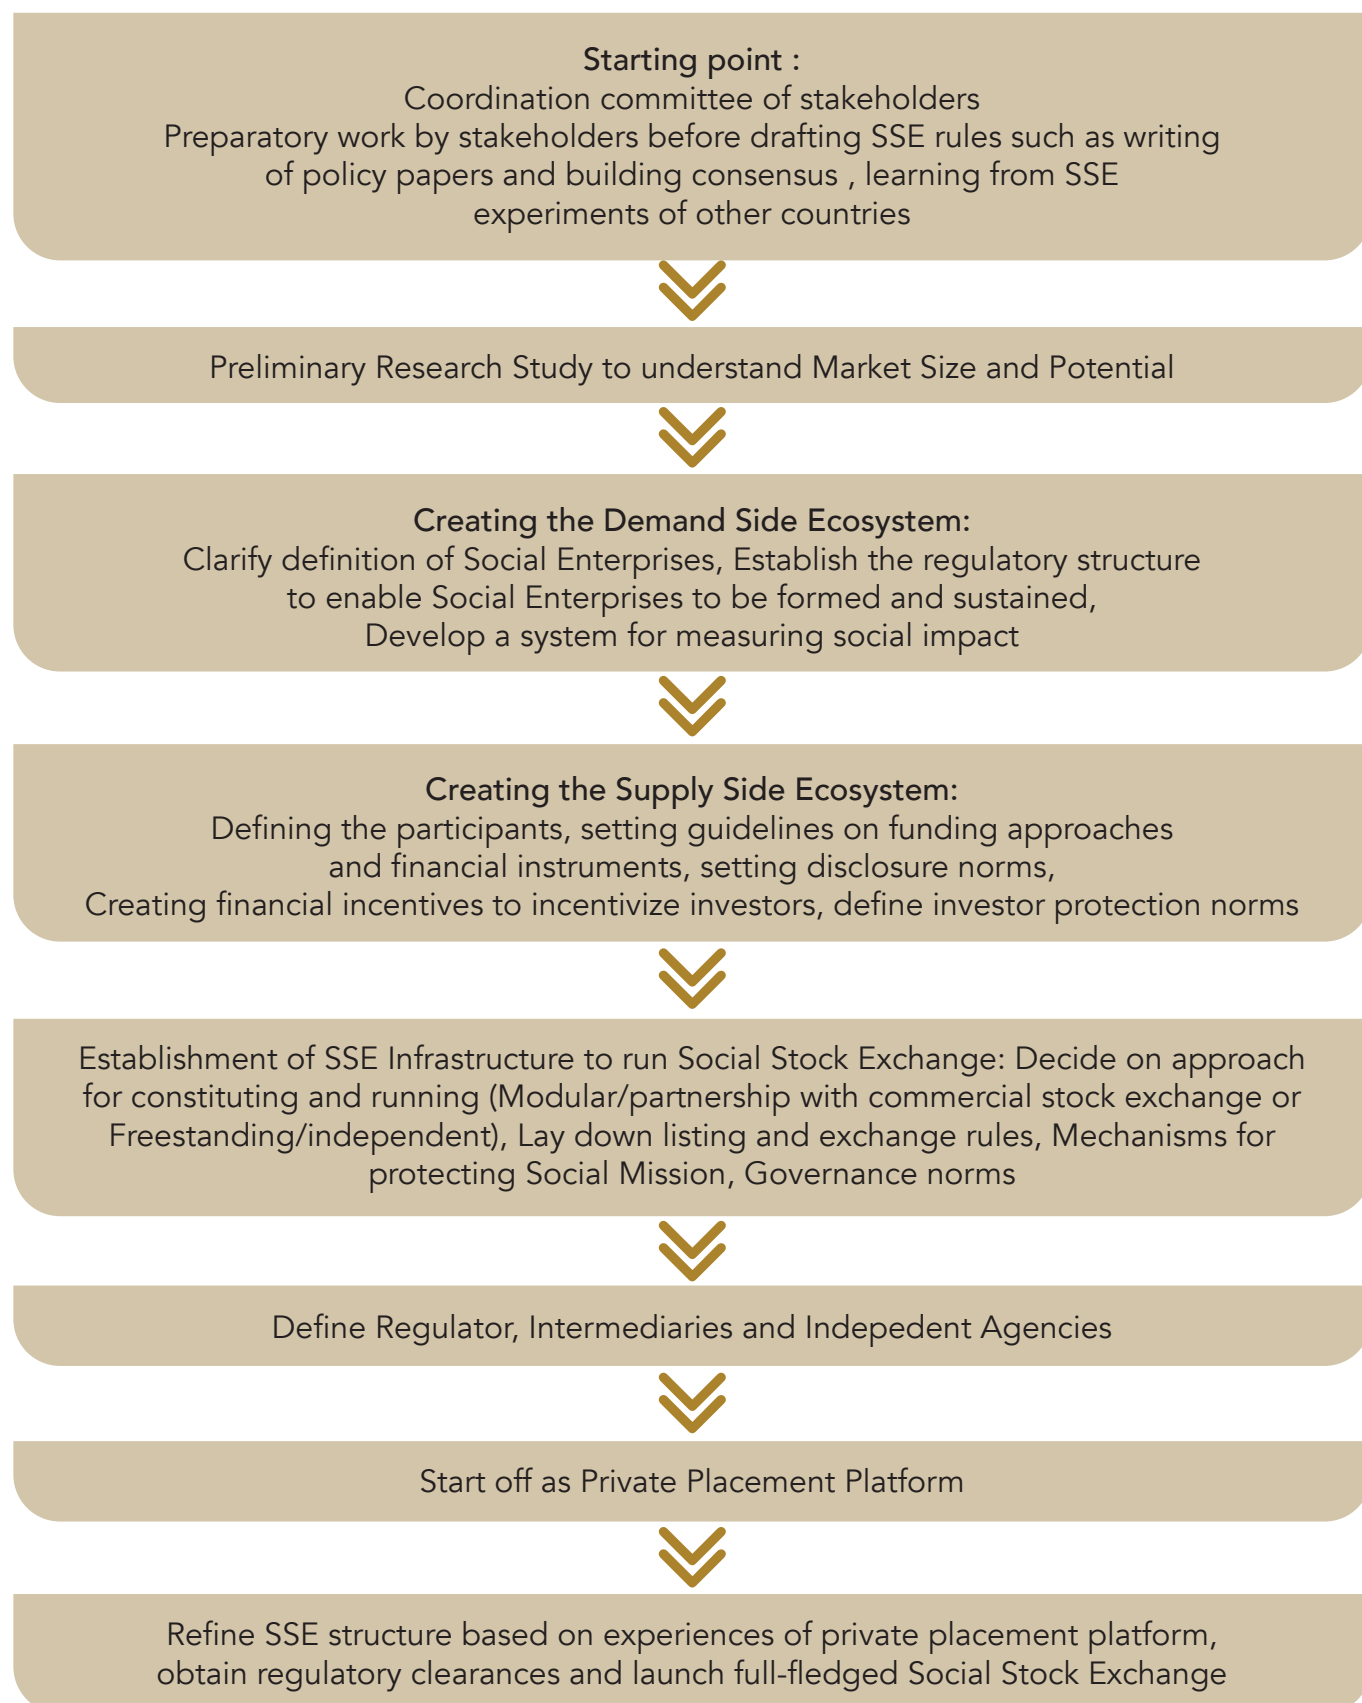 Starting point :
Coordination committee of stakeholders
Preparatory work by stakeholders before drafting SSE rules such as writing
of policy papers and building consensus , learning from SSE
experiments of other countries
Preliminary Research Study to understand Market Size and Potential
Creating the Demand Side Ecosystem:
Clarify definition of Social Enterprises, Establish the regulatory structure
to enable Social Enterprises to be formed and sustained,
Develop a system for measuring social impact
Creating the Supply Side Ecosystem:
Defining the participants, setting guidelines on funding approaches
and financial instruments, setting disclosure norms,
Creating financial incentives to incentivize investors, define investor protection norms
Establishment of SSE Infrastructure to run Social Stock Exchange: Decide on approach
for constituting and running (Modular/partnership with commercial stock exchange or
Freestanding/independent), Lay down listing and exchange rules, Mechanisms for
protecting Social Mission, Governance norms
Define Regulator, Intermediaries and Indepedent Agencies
Start off as Private Placement Platform
Refine SSE structure based on experiences of private placement platform,
obtain regulatory clearances and launch full-fledged Social Stock Exchange